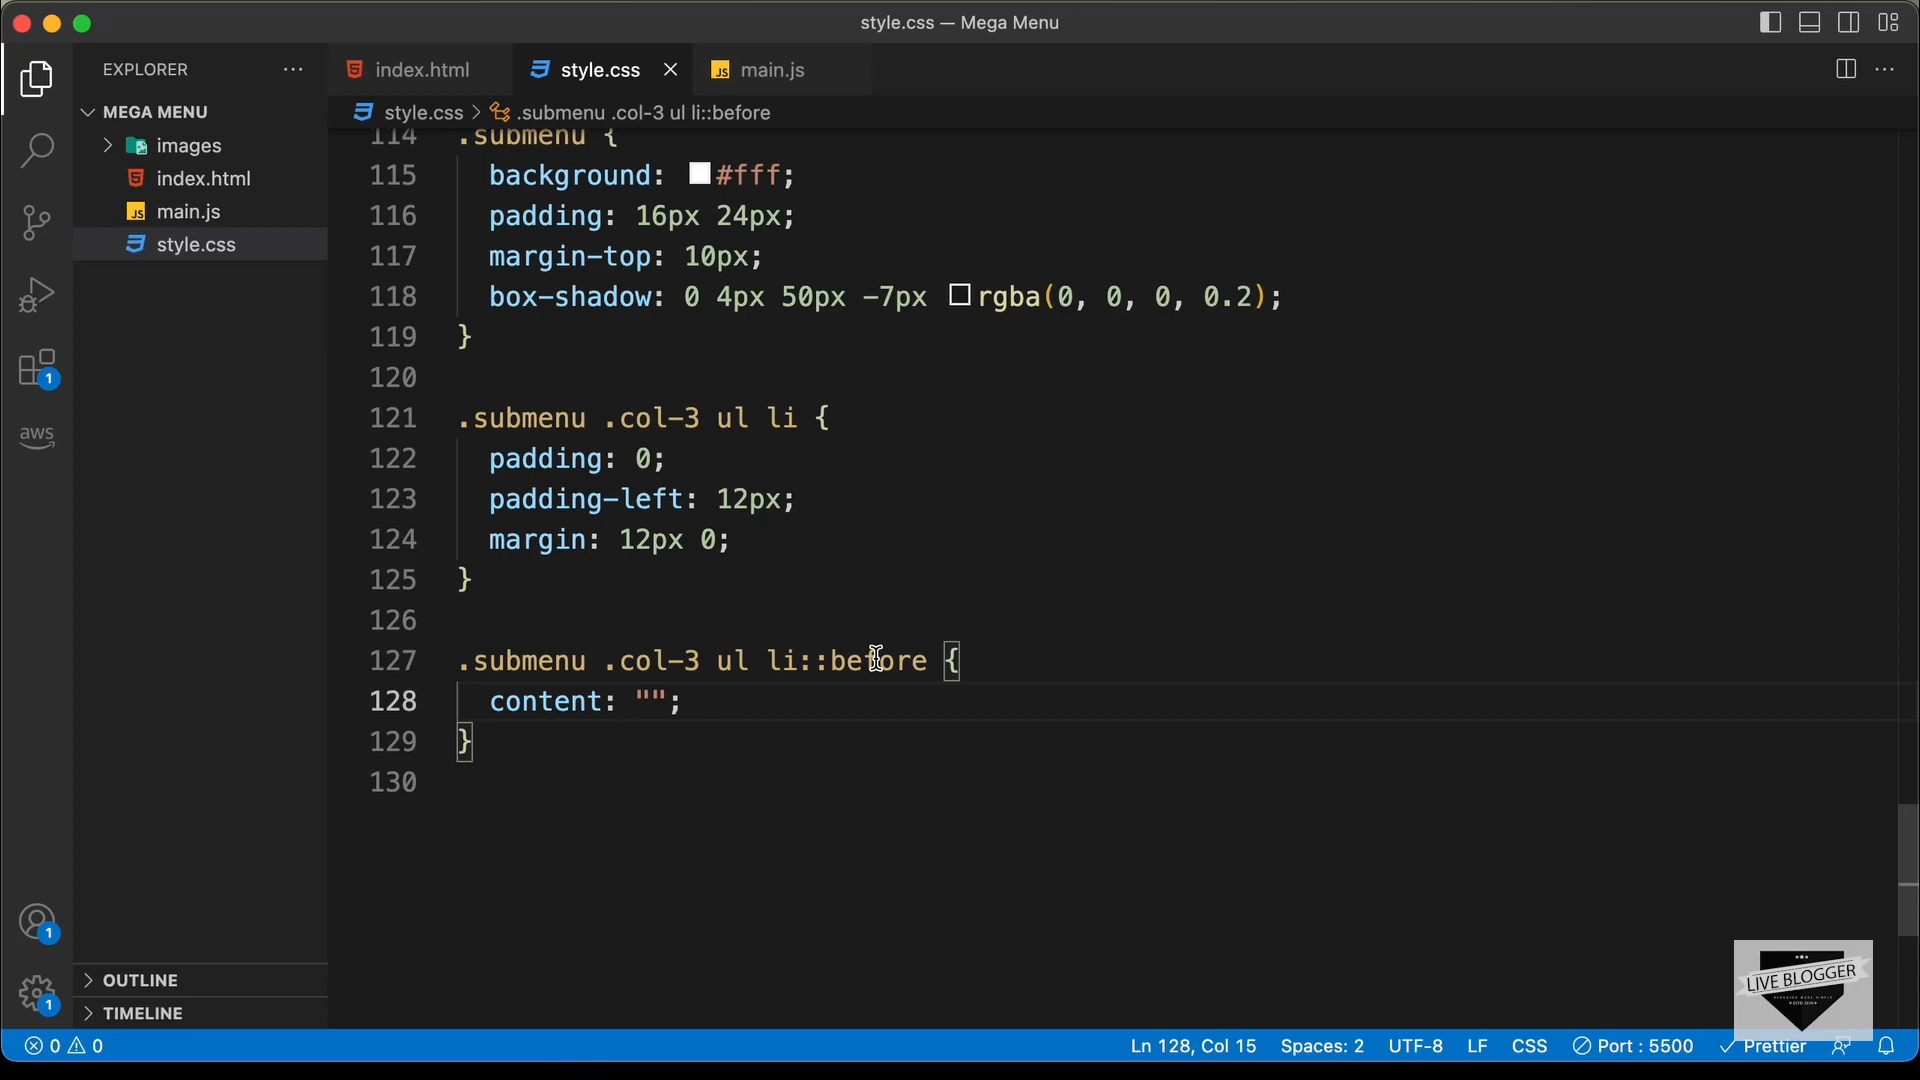 style.css — Mega Menu
EXPLORER
MEGA MENU
images
index.html
JS main.js
style.css
OUTLINE
TIMELINE
1
aws
1
1
index.html
style.css
JS main.js
style.css > .submenu .col-3 ul li::before
114 .submenu {
115 background: #fff;
116 padding: 16px 24px;
117 margin-top: 10px;
118 box-shadow: 0 4px 50px -7px rgba(0, 0, 0, 0.2);
119 }
120
121 .submenu .col-3 ul li {
122 padding: 0;
123 padding-left: 12px;
124 margin: 12px 0;
125 }
126
127 .submenu .col-3 ul li::before {
128 content: "";
129 }
130
LIVE BLOGGER
0 0
Ln 128, Col 15 Spaces: 2 UTF-8 LF CSS Port : 5500 Prettier